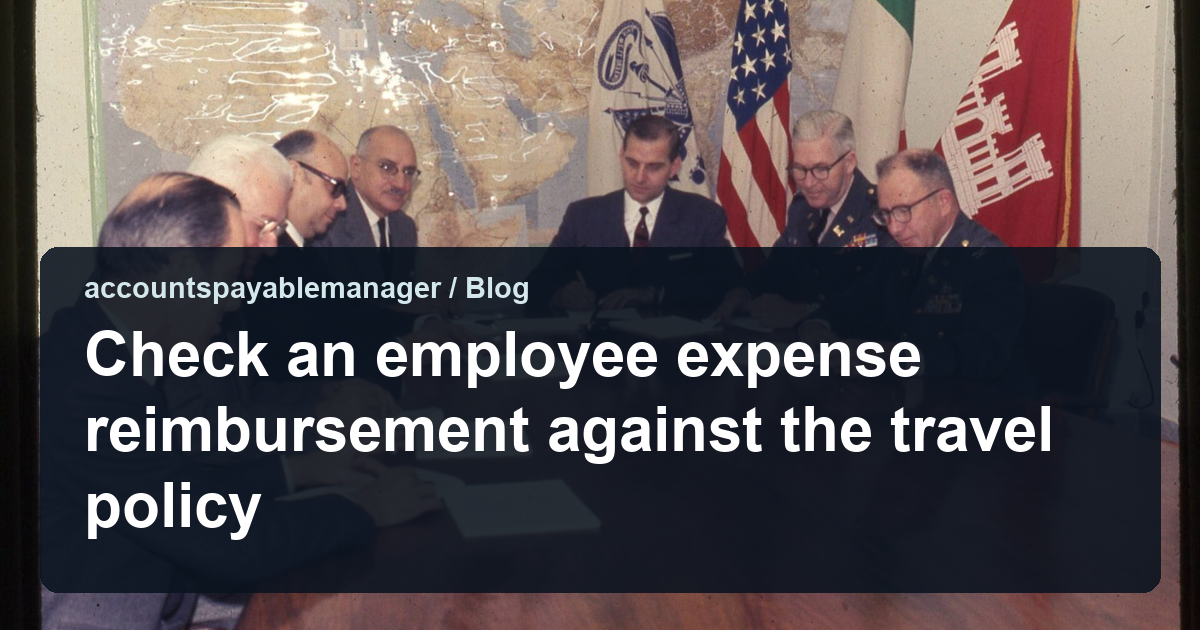 accountspayablemanager / Blog
Check an employee expense
reimbursement against the travel
policy